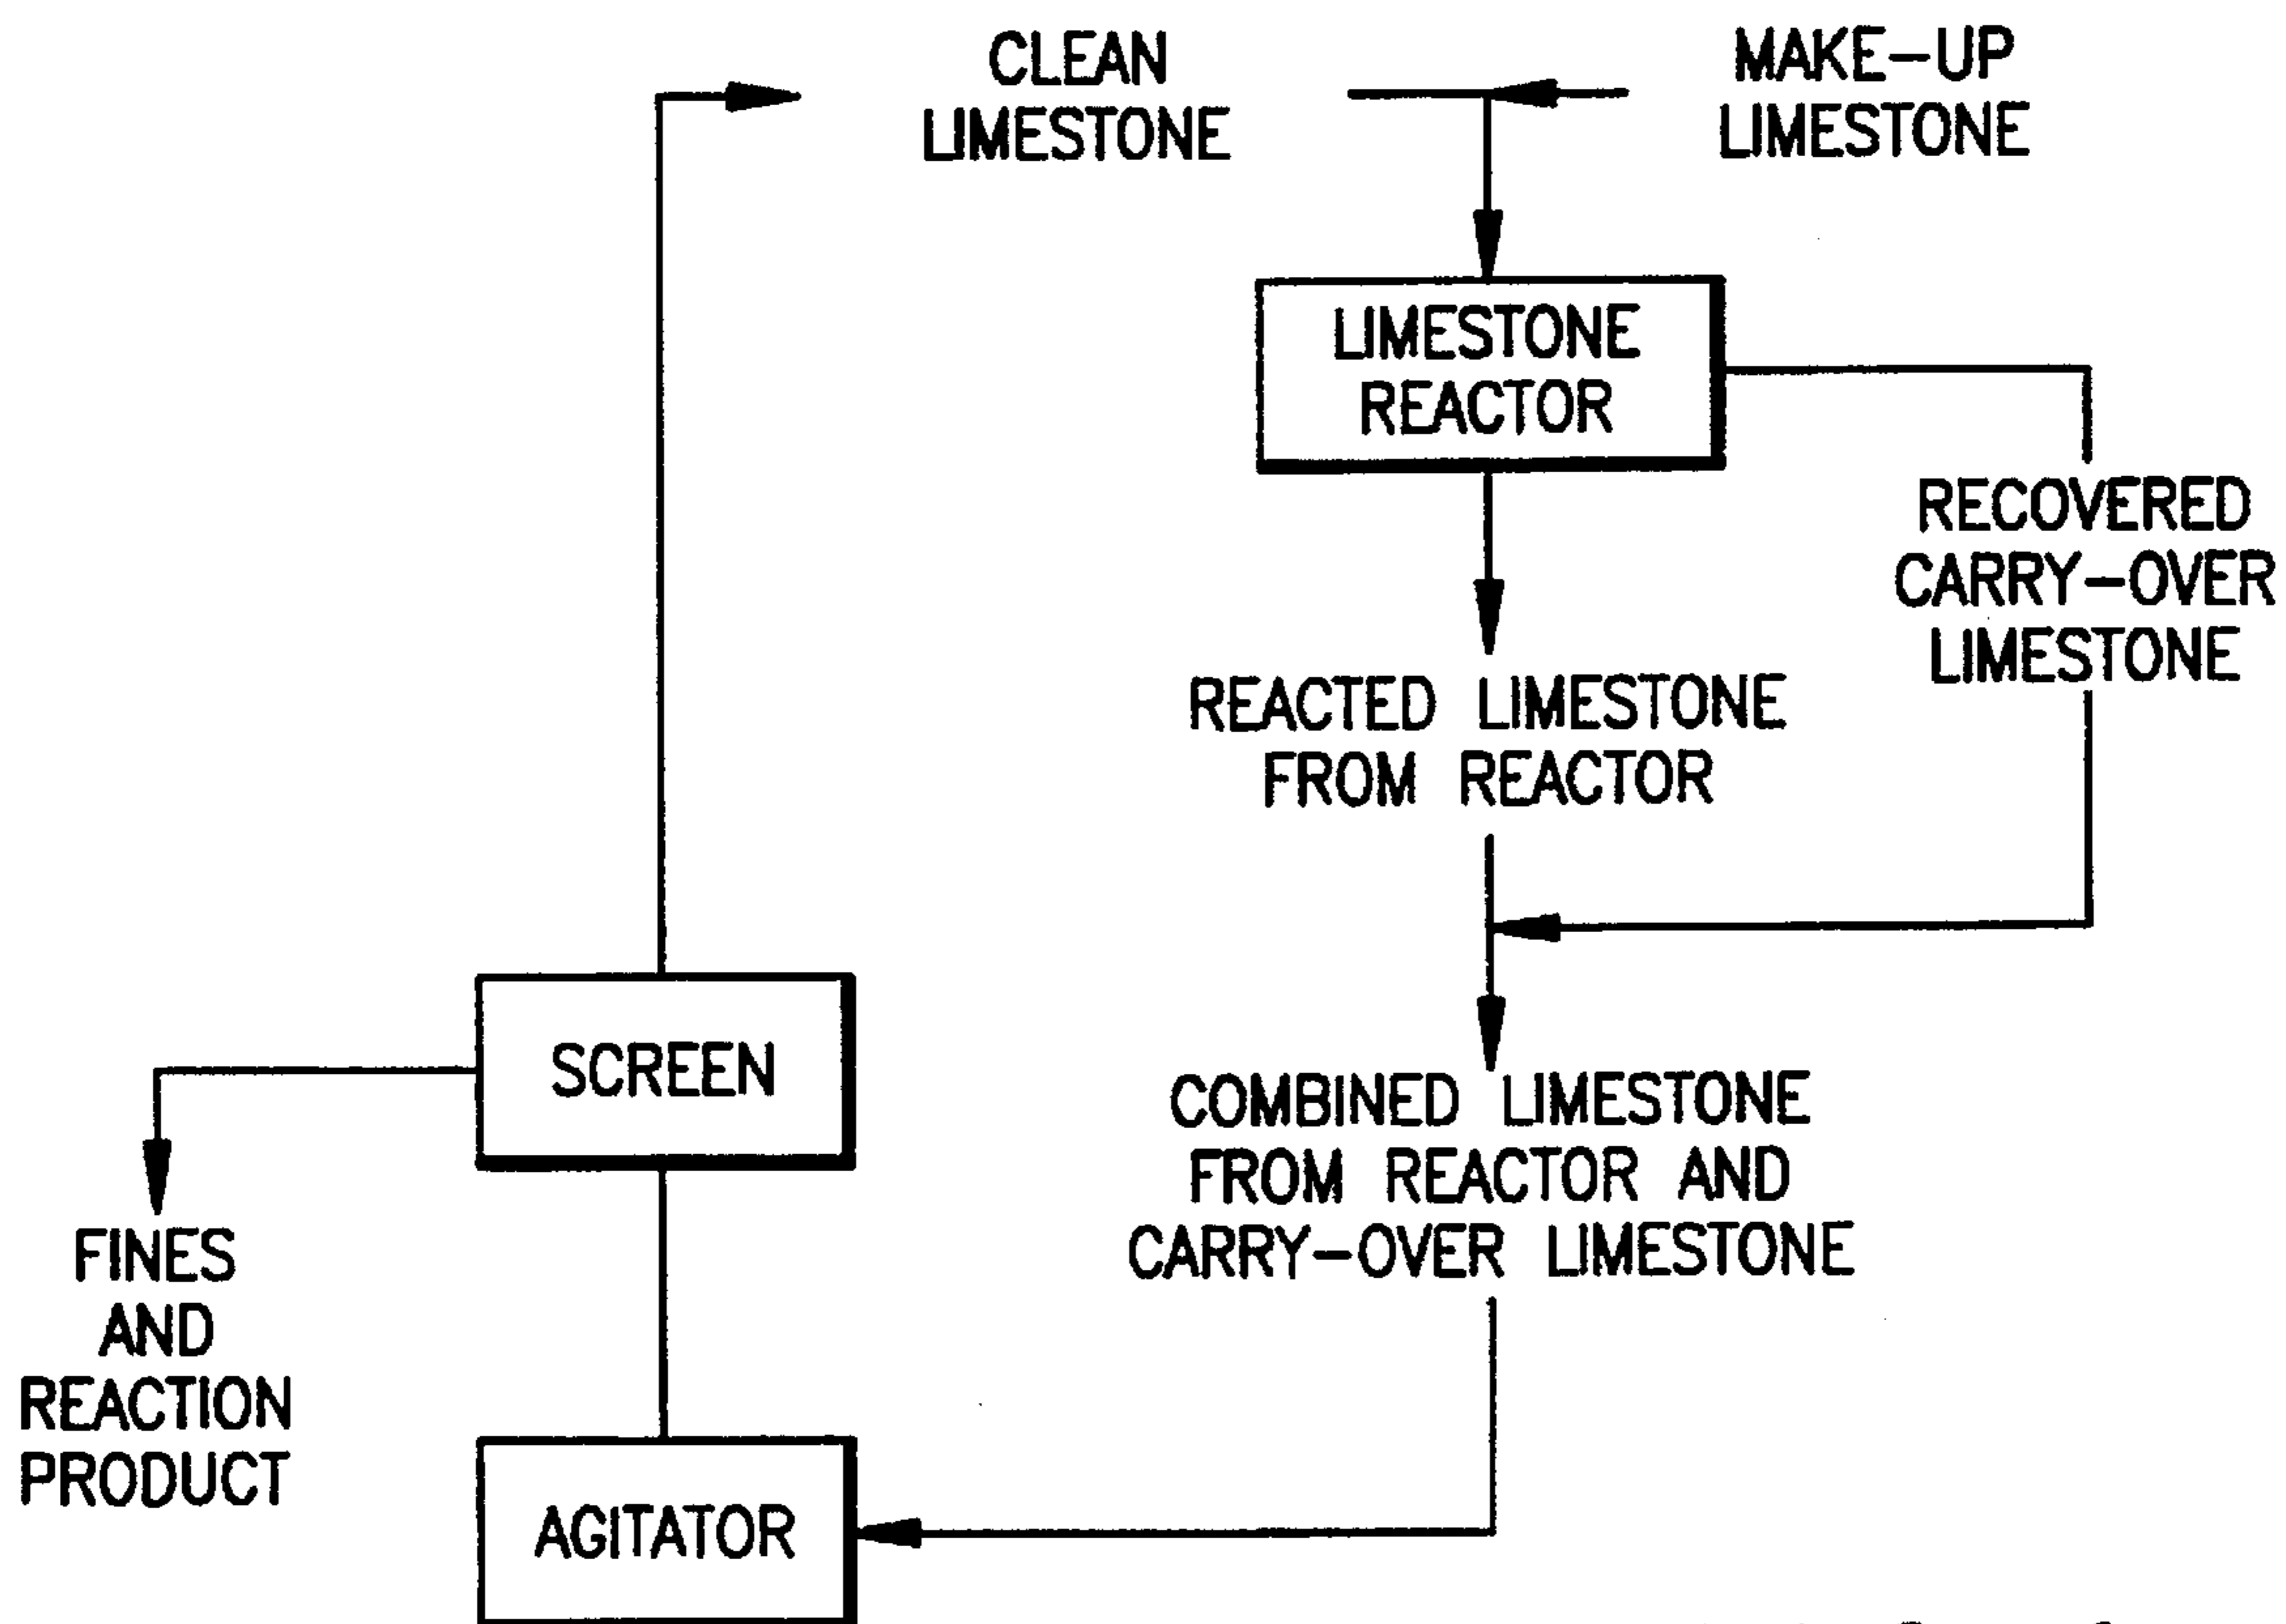 CLEAN
LIMESTONE
MAKE-UP
LIMESTONE
LIMESTONE
REACTOR
RECOVERED
CARRY-OVER
LIMESTONE
REACTED LIMESTONE
FROM REACTOR
SCREEN
COMBINED LIMESTONE
FROM REACTOR AND
CARRY-OVER LIMESTONE
FINES
AND
REACTION
PRODUCT
AGITATOR